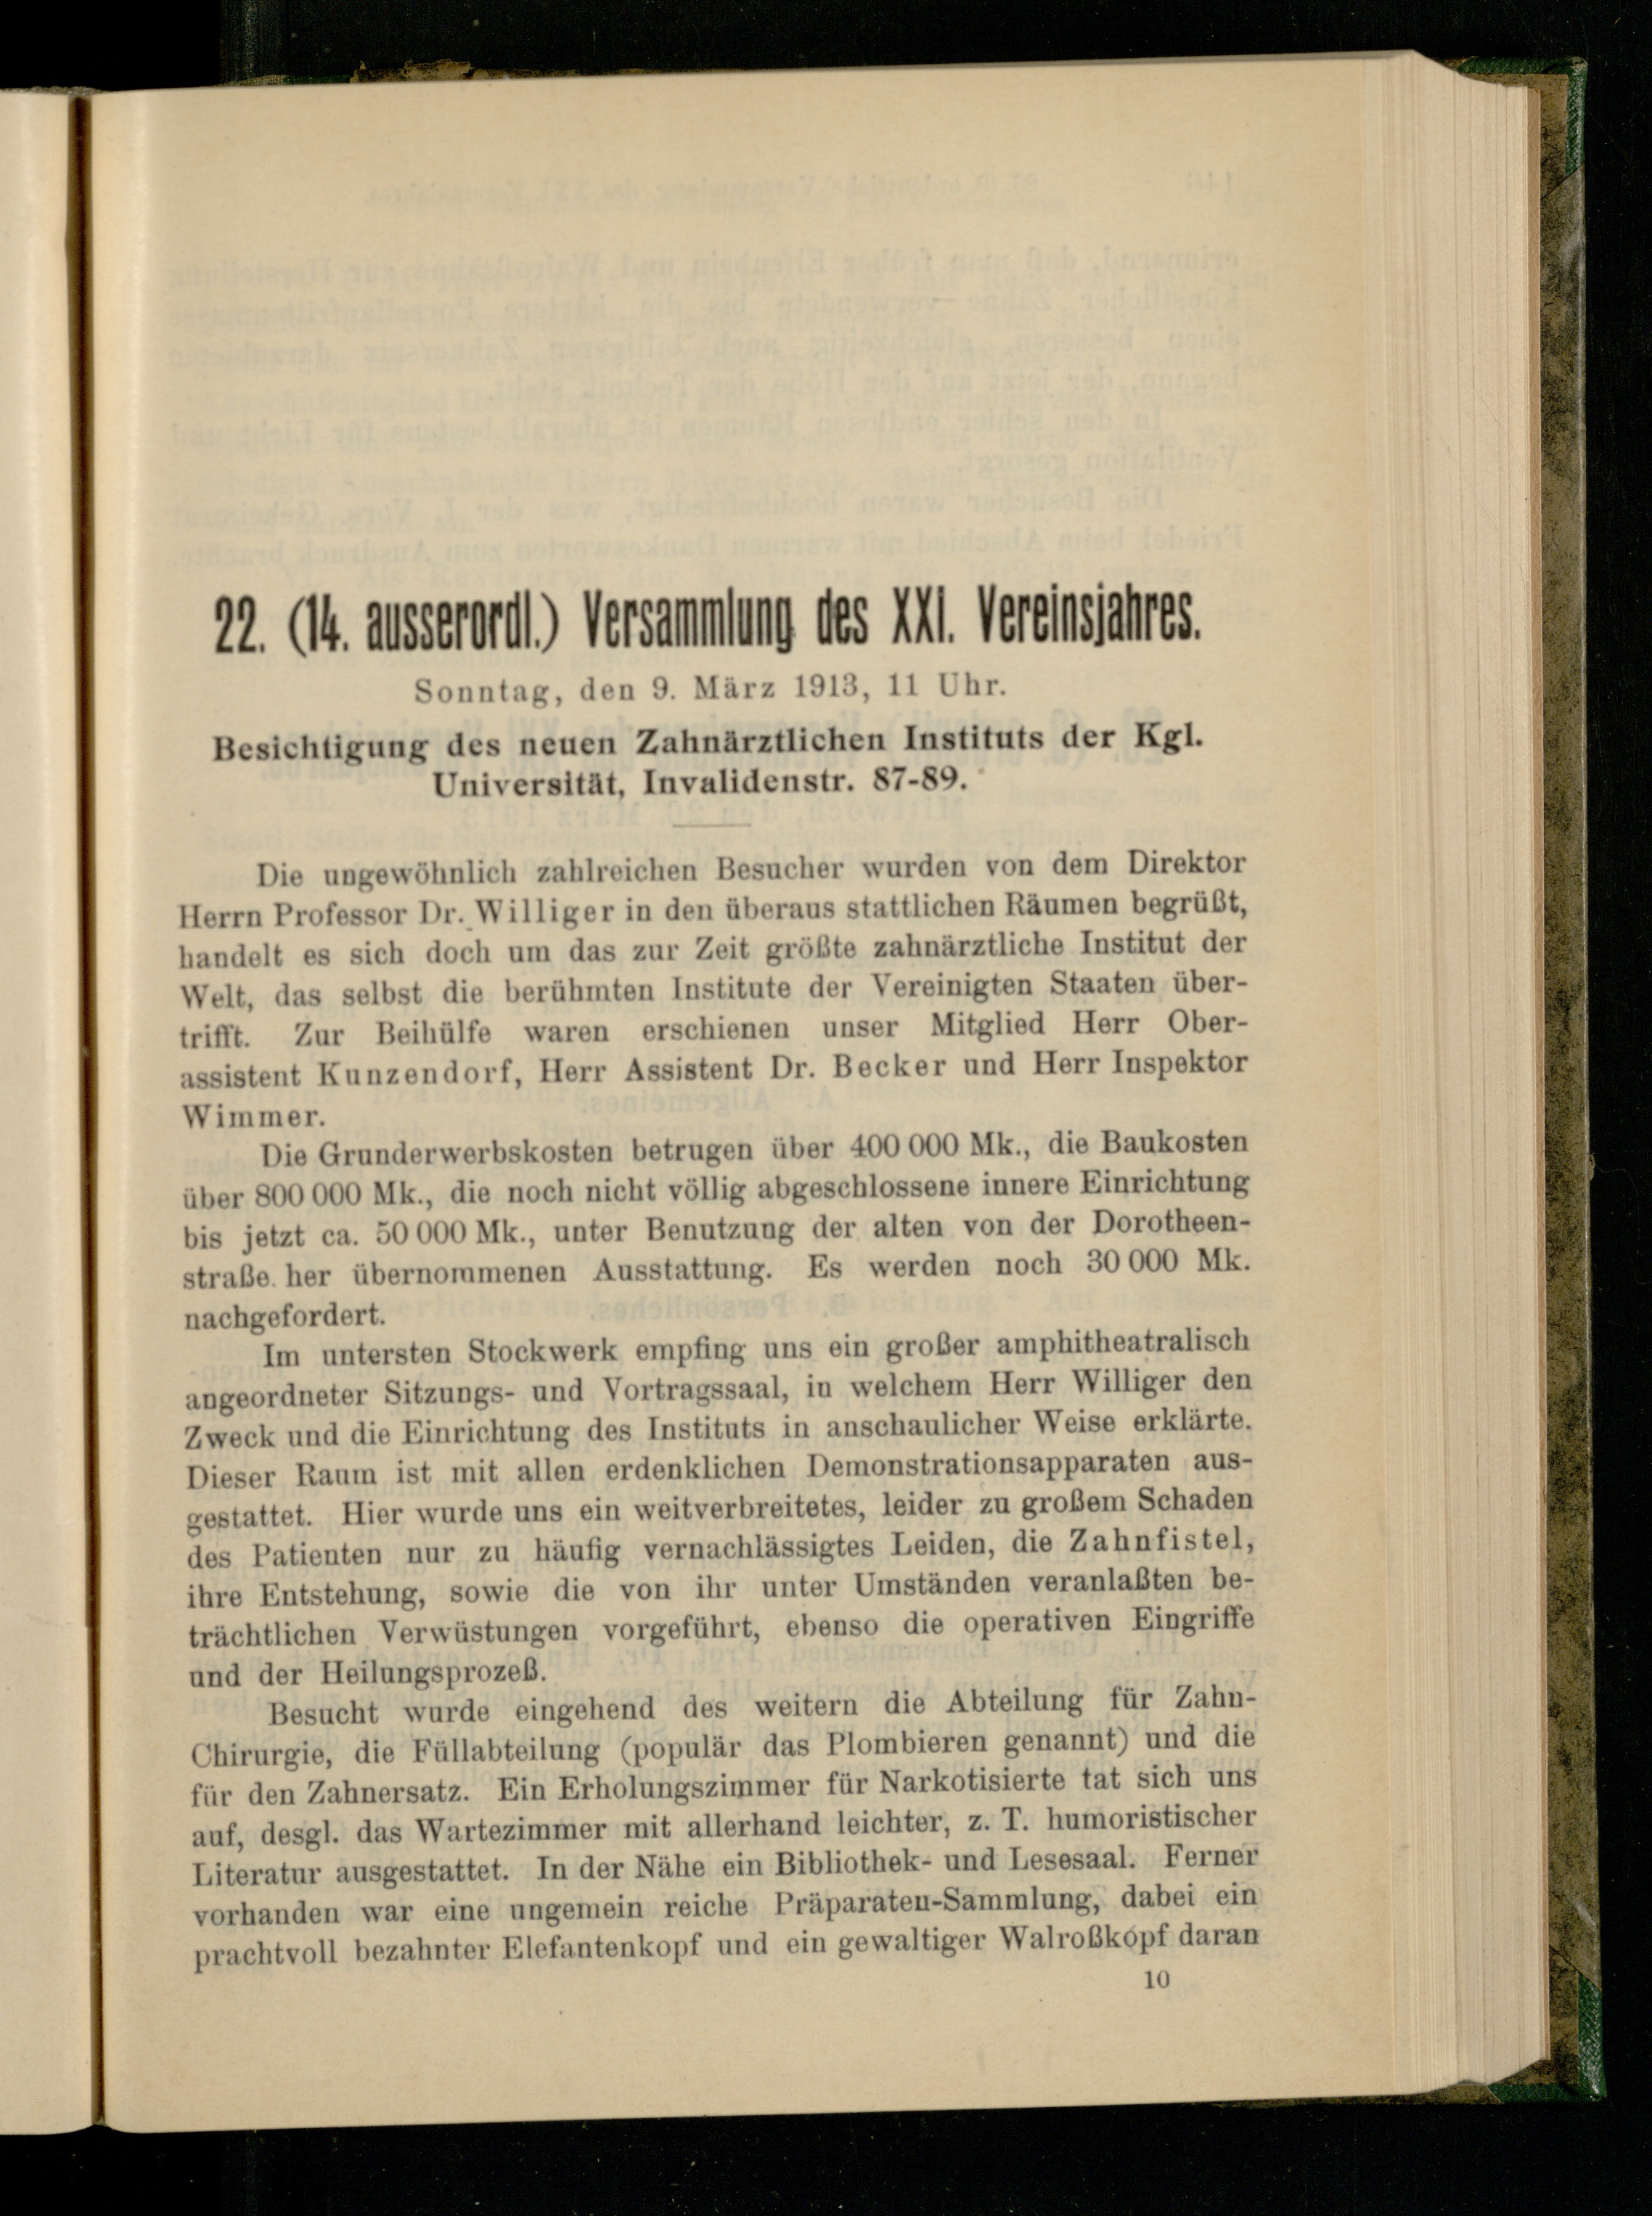 22. (14. ausserordl.) Versammlung des XXI. Vereinsjahres.
Sonntag, den 9. März 1913, 11 Uhr.
Besichtigung des neuen Zahnärztlichen Instituts der Kgl.
Universität, Invalidenstr. 87-89.
Die ungewöhnlich zahlreichen Besucher wurden von dem Direktor
Herrn Professor Dr. Williger in den überaus stattlichen Räumen begrüßt,
handelt es sich doch um das zur Zeit größte zahnärztliche Institut der
Welt, das selbst die berühmten Institute der Vereinigten Staaten über-
trifft. Zur Beihülfe waren erschienen unser Mitglied Herr Ober-
assistent Kunzendorf, Herr Assistent Dr. Becker und Herr Inspektor
Wimmer.
Die Grunderwerbskosten betrugen über 400 000 Mk., die Baukosten
über 800 000 Mk., die noch nicht völlig abgeschlossene innere Einrichtung
bis jetzt ca. 50 000 Mk., unter Benutzung der alten von der Dorotheen-
straße her übernommenen Ausstattung. Es werden noch 30 000 Mk.
nachgefordert.
Im untersten Stockwerk empfing uns ein großer amphitheatralisch
angeordneter Sitzungs- und Vortragssaal, in welchem Herr Williger den
Zweck und die Einrichtung des Instituts in anschaulicher Weise erklärte.
Dieser Raum ist mit allen erdenklichen Demonstrationsapparaten aus-
gestattet. Hier wurde uns ein weitverbreitetes, leider zu großem Schaden
des Patienten nur zu häufig vernachlässigtes Leiden, die Zahnfistel,
ihre Entstehung, sowie die von ihr unter Umständen veranlaßten be-
trächtlichen Verwüstungen vorgeführt, ebenso die operativen Eingriffe
und der Heilungsprozeß.
Besucht wurde eingehend des weitern die Abteilung für Zahn-
Chirurgie, die Füllabteilung (populär das Plombieren genannt) und die
für den Zahnersatz. Ein Erholungszimmer für Narkotisierte tat sich uns
auf, desgl. das Wartezimmer mit allerhand leichter, z. T. humoristischer
Literatur ausgestattet. In der Nähe ein Bibliothek- und Lesesaal. Ferner
vorhanden war eine ungemein reiche Präparaten-Sammlung, dabei ein
prachtvoll bezahnter Elefantenkopf und ein gewaltiger Walroßkopf daran
10